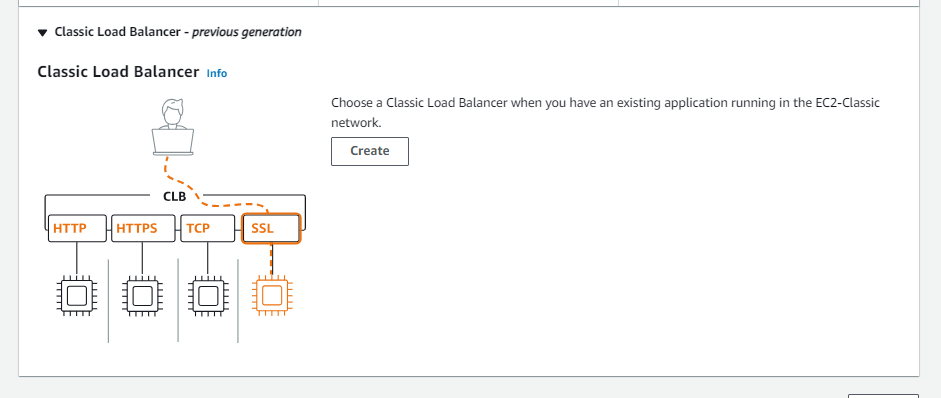 Classic Load Balancer - previous generation
Classic Load Balancer Info
Choose a Classic Load Balancer when you have an existing application running in the EC2-Classic
network.
Create
CLB
HTTP HTTPS TCP SSL